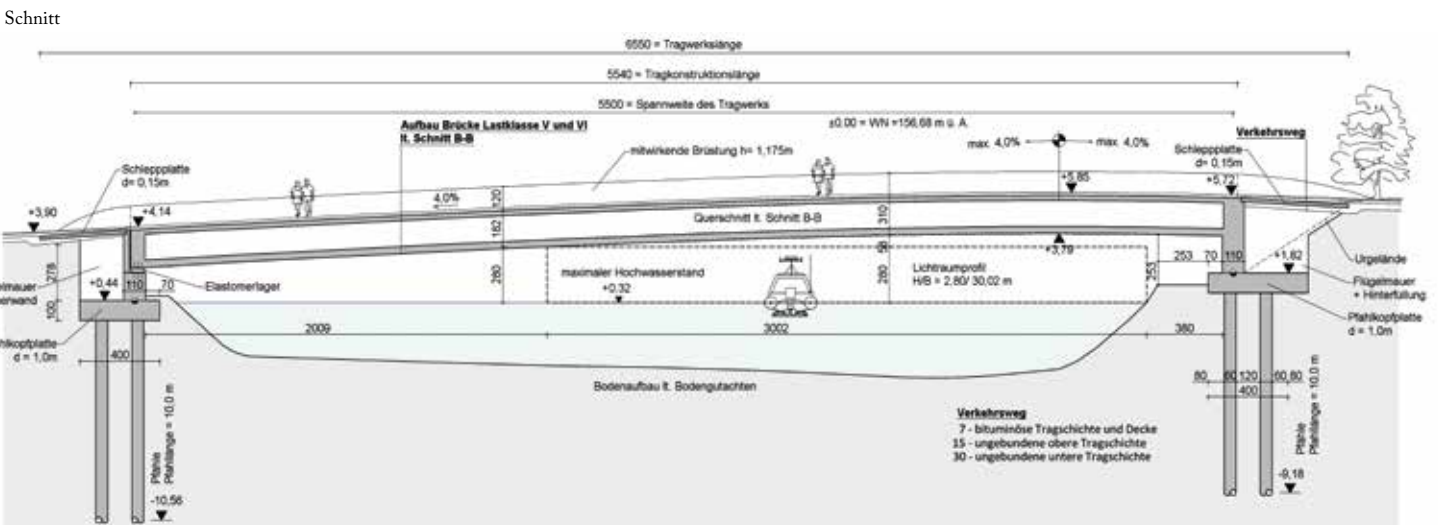 Schnitt
6550 = Tragwerkslänge
5540 = Tragkonstruktionslänge
5500 = Spannweite des Tragwerks
Aufbau Brücke Lastklasse V und VI
lt. Schnitt B-B
±0.00 = WN =156,68 m ü. A.
Verkehrsweg
mitwirkende Brüstung h= 1,175m
max. 4,0%
max. 4,0%
Schleppplatte
d= 0,15m
Schleppplatte
d= 0,15m
+3,90
+4,14
4,0%
120
182
280
310
280
+5,85
+5,72
Querschnitt lt. Schnitt B-B
+3,79
278
100
+0,44
110
70
Elastomerlager
maximaler Hochwasserstand
+0.32
Lichtraumprofil
H/B = 2,80/ 30,02 m
253
253
70
110
+1,82
Urgelände
Flügelmauer
+ Hinterfüllung
Pfahlkopfplatte
d = 1,0m
d = 1,0m
2009
3002
380
400
80
60
120
60
80
400
Bodenaufbau lt. Bodengutachten
Pfähle
Pfahllänge = 10,0 m
-10,56
Verkehrsweg
7 - bituminöse Tragschichte und Decke
15 - ungebundene obere Tragschichte
30 - ungebundene untere Tragschichte
Pfähle
Pfahllänge = 10,0 m
-9,18